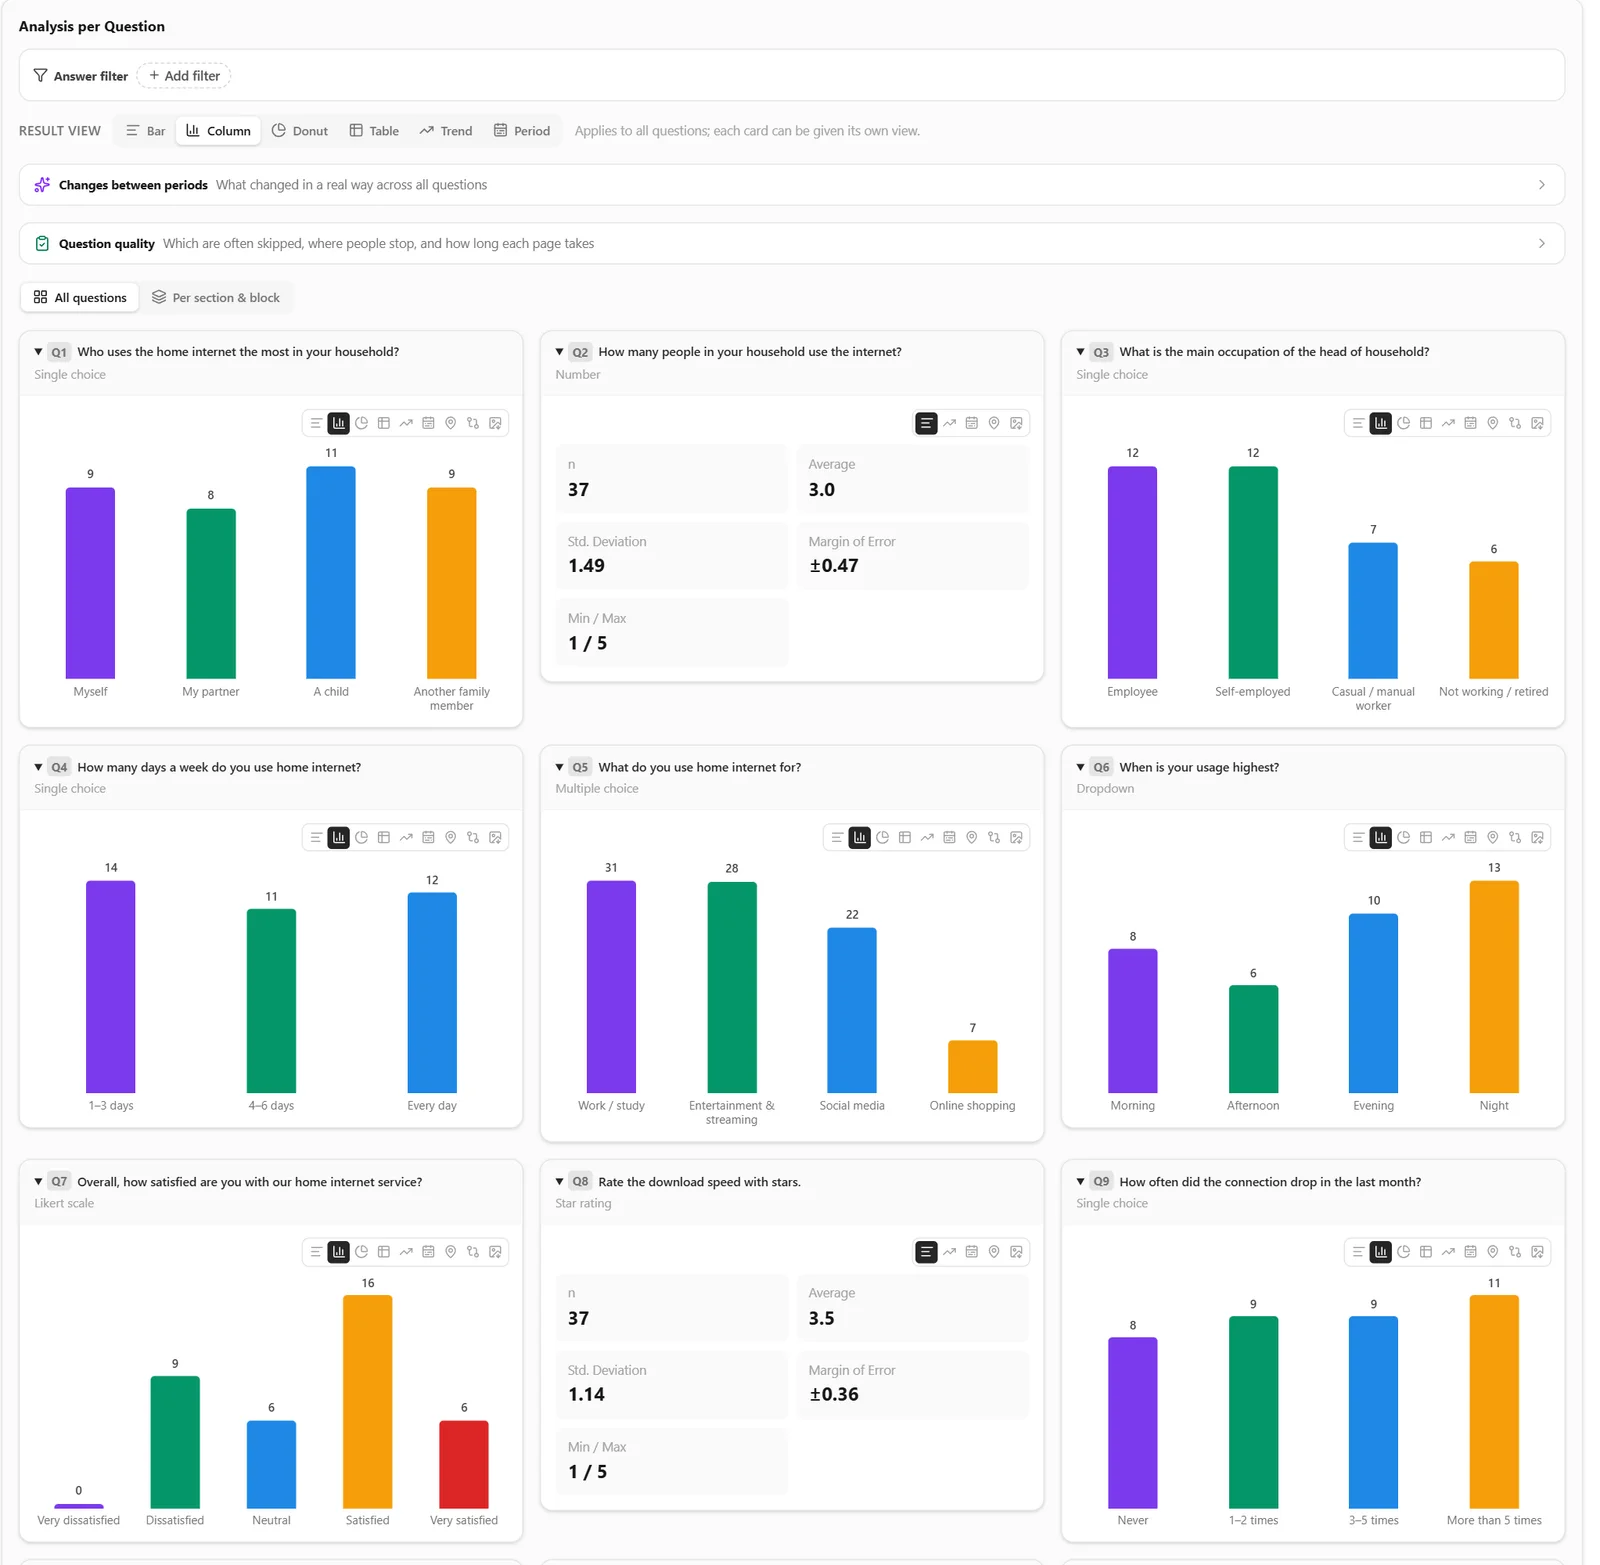 Analysis per Question
Answer filter
+ Add filter
RESULT VIEW
Bar
Column
Donut
Table
Trend
Period
Applies to all questions; each card can be given its own view.
Changes between periods What changed in a real way across all questions
Question quality Which are often skipped, where people stop, and how long each page takes
All questions
Per section & block
Q1 Who uses the home internet the most in your household?
Single choice
9
8
11
9
Myself
My partner
A child
Another family
member
Q2 How many people in your household use the internet?
Number
n
37
Average
3.0
Std. Deviation
1.49
Margin of Error
±0.47
Min / Max
1 / 5
Q3 What is the main occupation of the head of household?
Single choice
12
12
7
6
Employee
Self-employed
Casual / manual
worker
Not working / retired
Q4 How many days a week do you use home internet?
Single choice
14
11
12
1–3 days
4–6 days
Every day
Q5 What do you use home internet for?
Multiple choice
31
28
22
7
Work / study
Entertainment &
streaming
Social media
Online shopping
Q6 When is your usage highest?
Dropdown
8
6
10
13
Morning
Afternoon
Evening
Night
Q7 Overall, how satisfied are you with our home internet service?
Likert scale
0
9
6
16
6
Very dissatisfied
Dissatisfied
Neutral
Satisfied
Very satisfied
Q8 Rate the download speed with stars.
Star rating
n
37
Average
3.5
Std. Deviation
1.14
Margin of Error
±0.36
Min / Max
1 / 5
Q9 How often did the connection drop in the last month?
Single choice
8
9
9
11
Never
1–2 times
3–5 times
More than 5 times